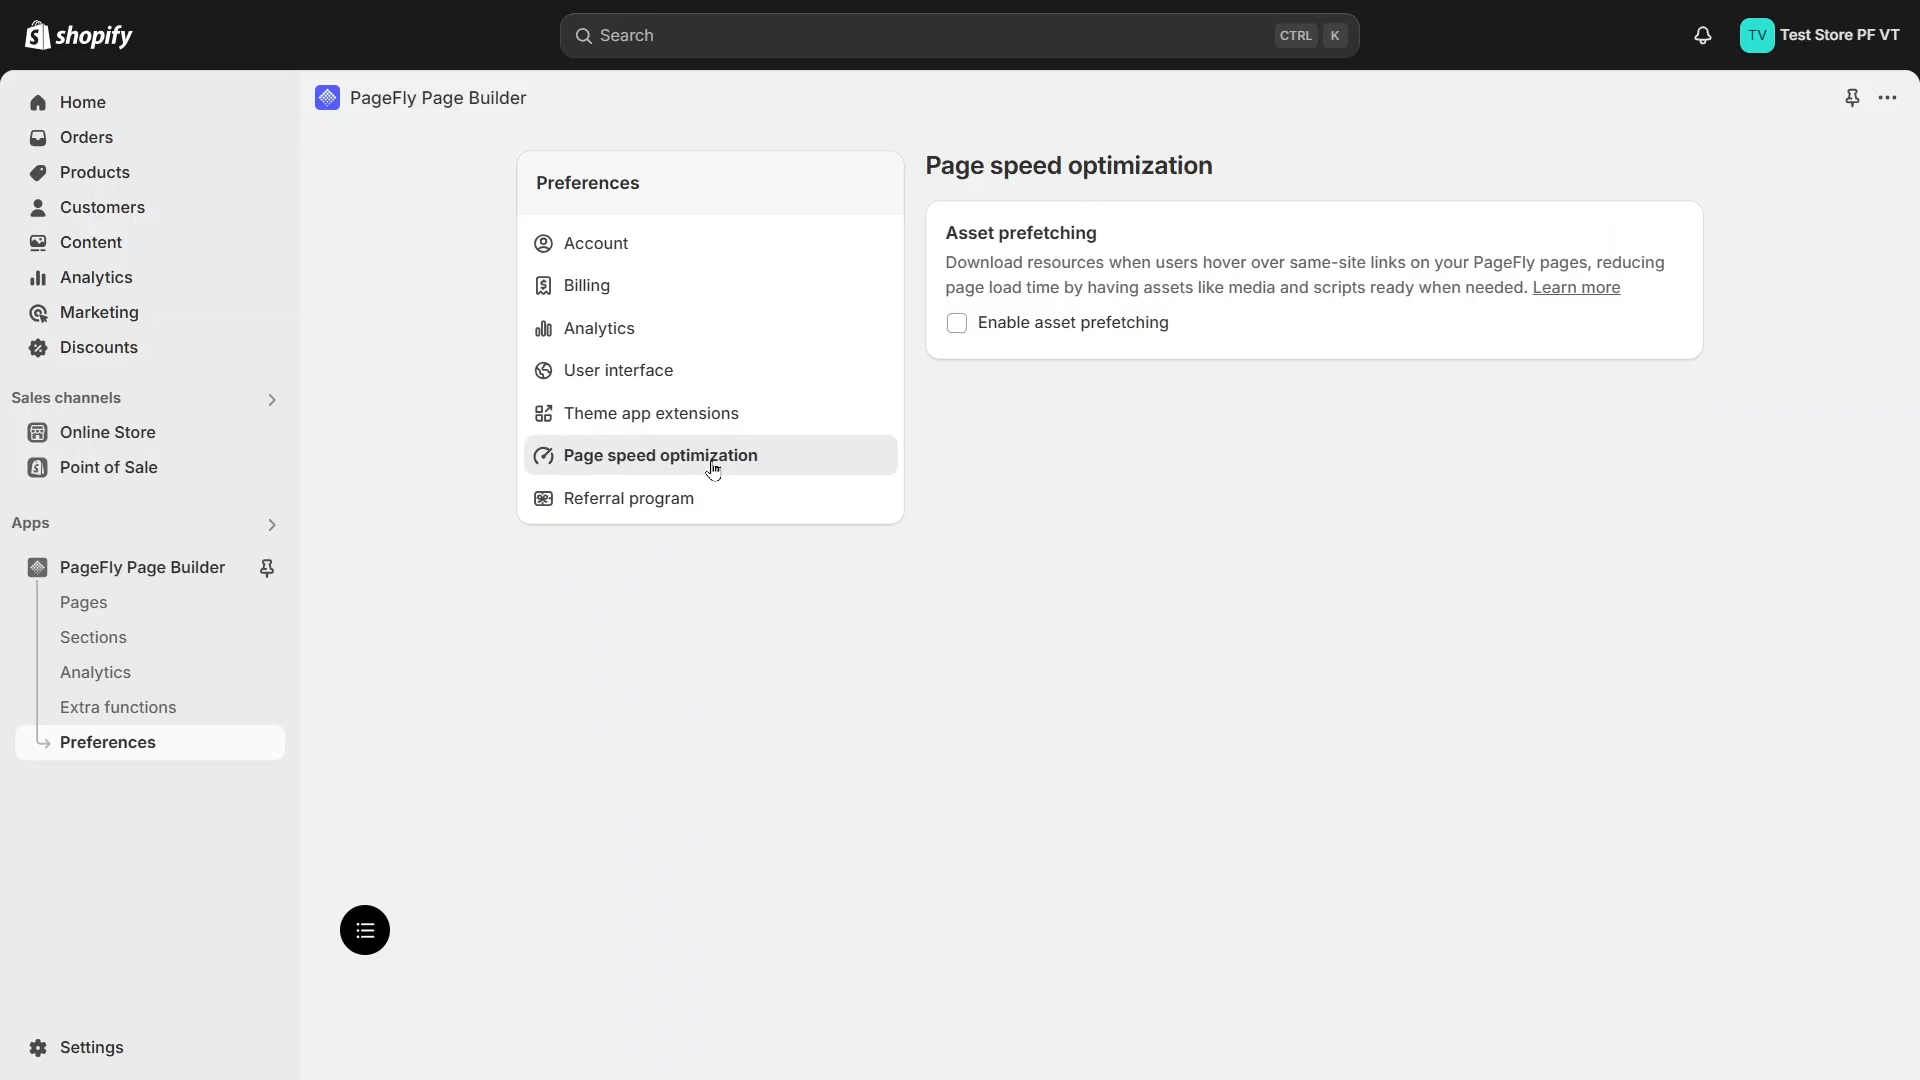 shopify
Search
CTRL K
TV Test Store PF VT
Home
Orders
Products
Customers
Content
Analytics
Marketing
Discounts
Sales channels
Online Store
Point of Sale
Apps
PageFly Page Builder
Pages
Sections
Analytics
Extra functions
Preferences
Settings
PageFly Page Builder
Preferences
Account
Billing
Analytics
User interface
Theme app extensions
Page speed optimization
Referral program
Page speed optimization
Asset prefetching
Download resources when users hover over same-site links on your PageFly pages, reducing
page load time by having assets like media and scripts ready when needed. Learn more
Enable asset prefetching